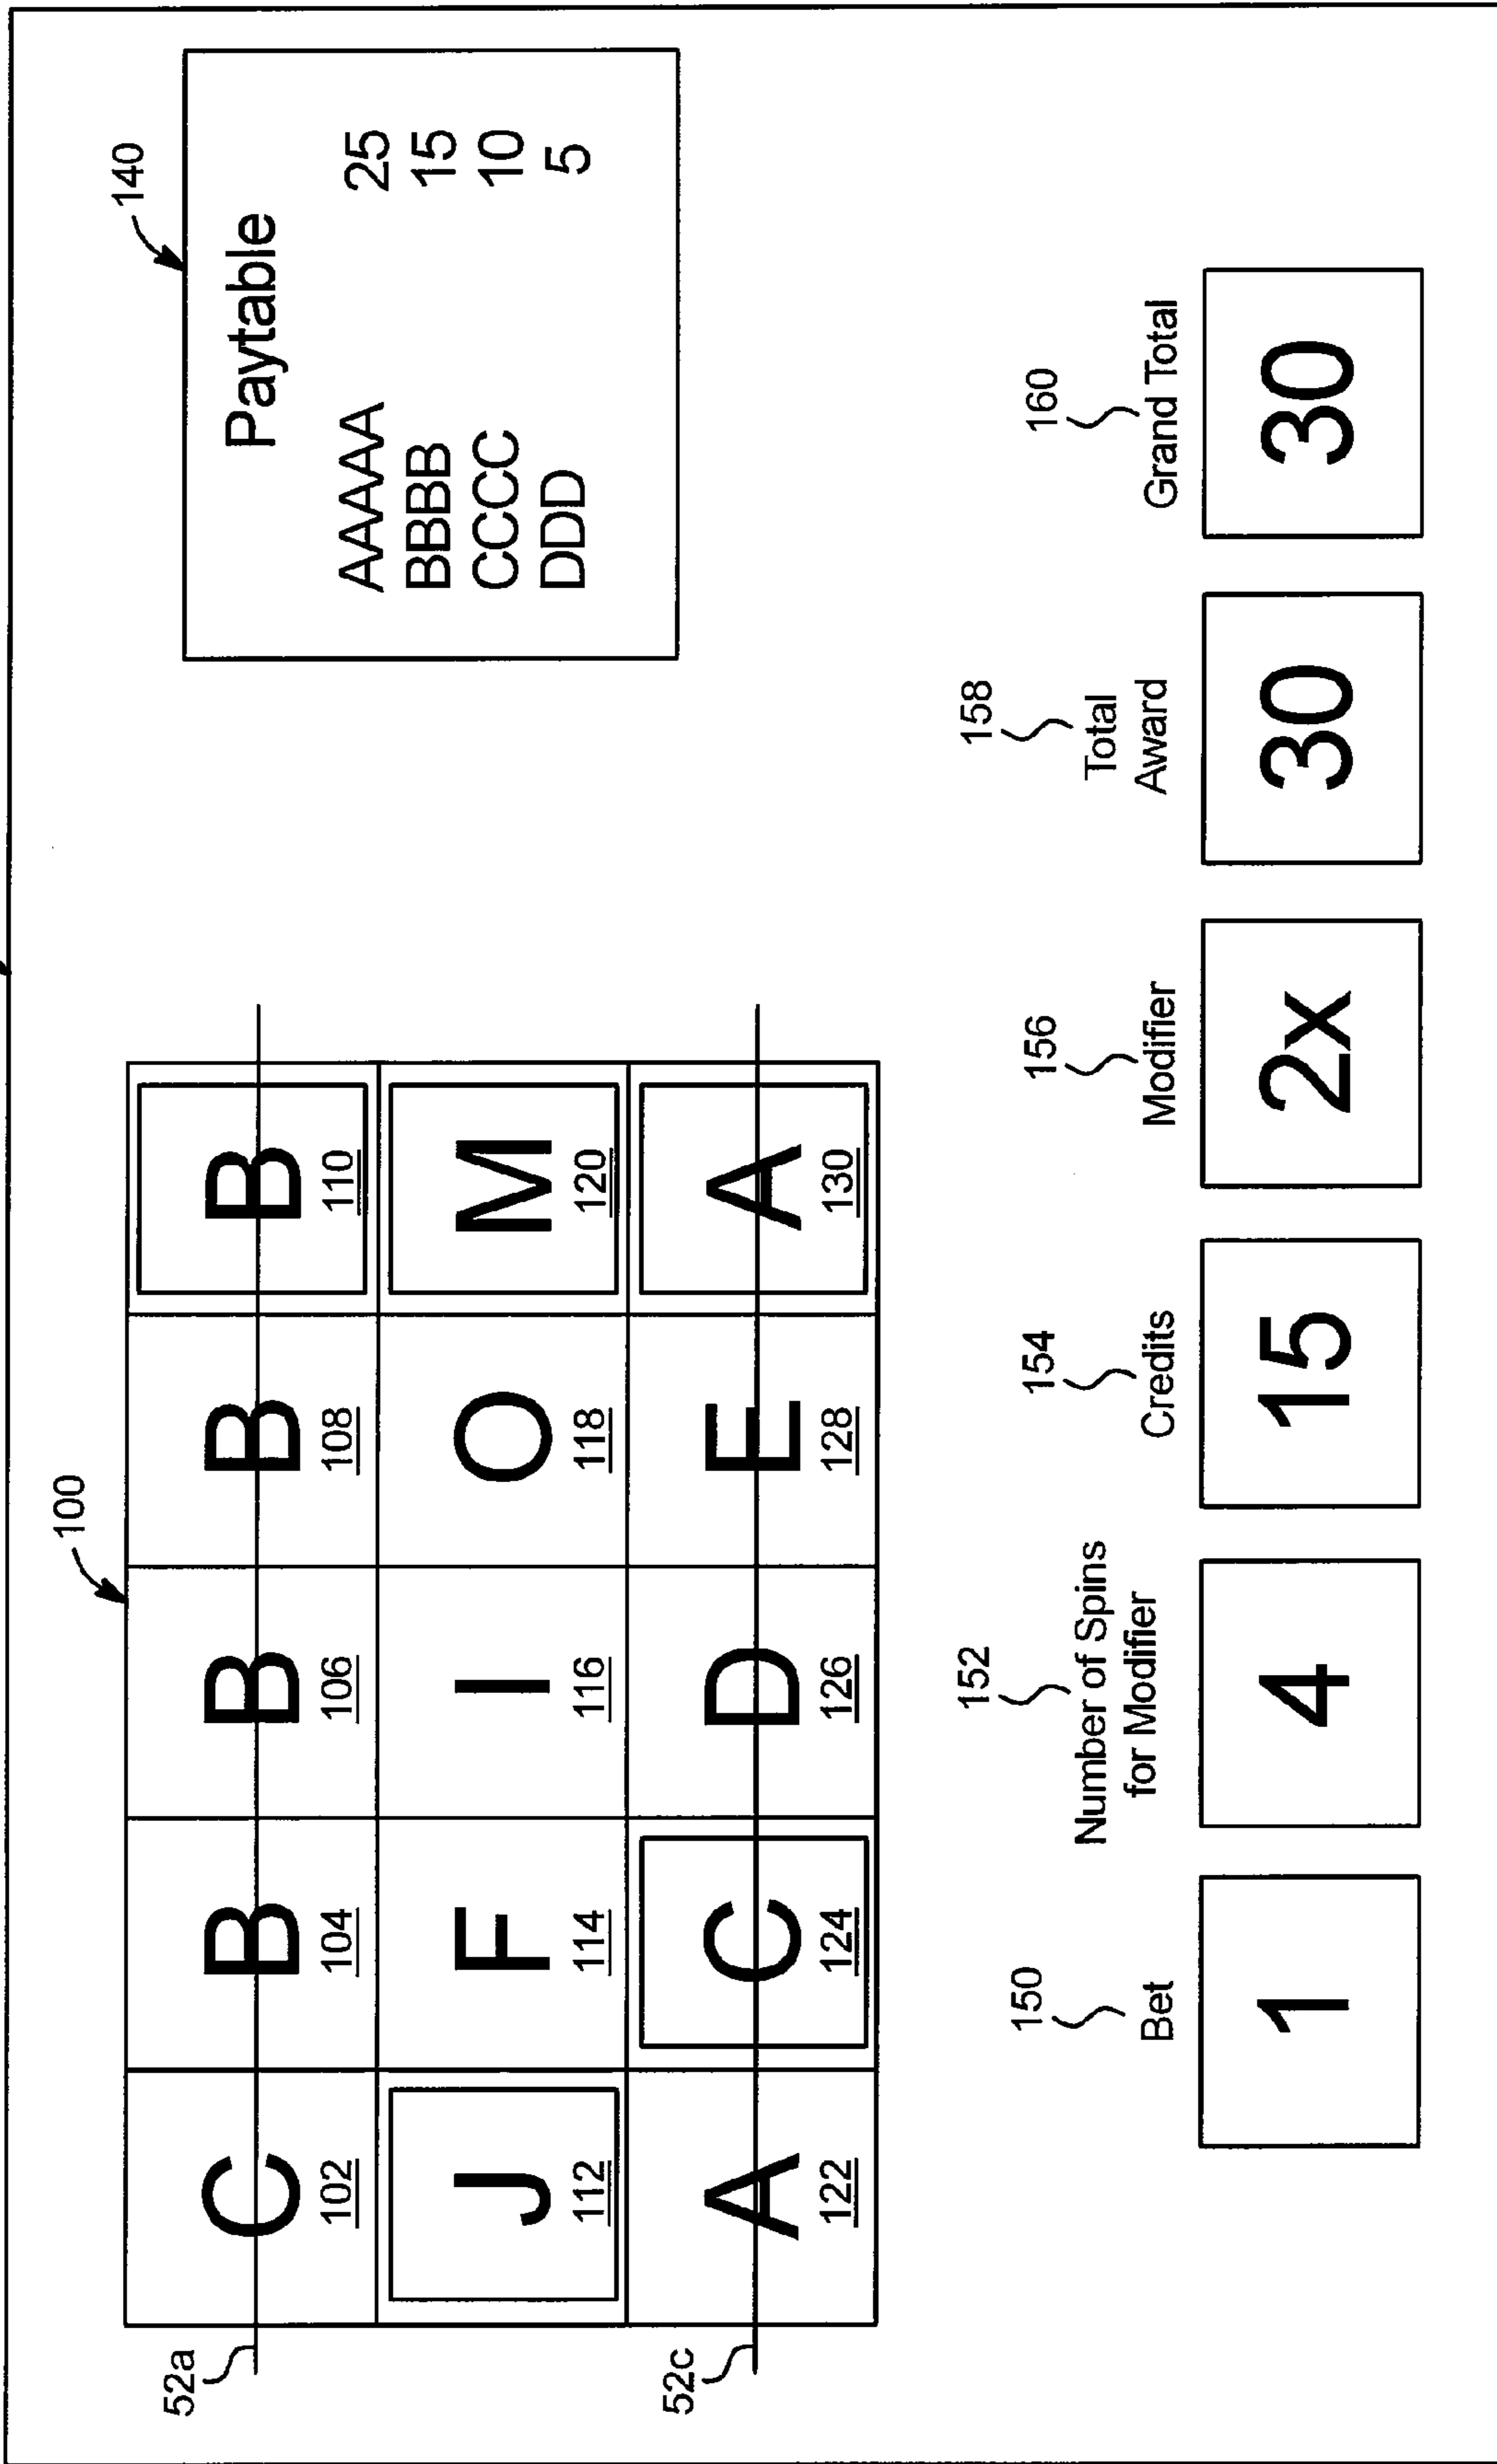 100
140
52a
C B B B B
102 104 106 108 110
J F I O M
112 114 116 118 120
52c
A C D E A
122 124 126 128 130
Paytable
AAAAA 25
BBBB 15
CCCC 10
DDD 5
150
Bet
1
152
Number of Spins
for Modifier
4
154
Credits
15
156
Modifier
2x
158
Total
Award
30
160
Grand Total
30